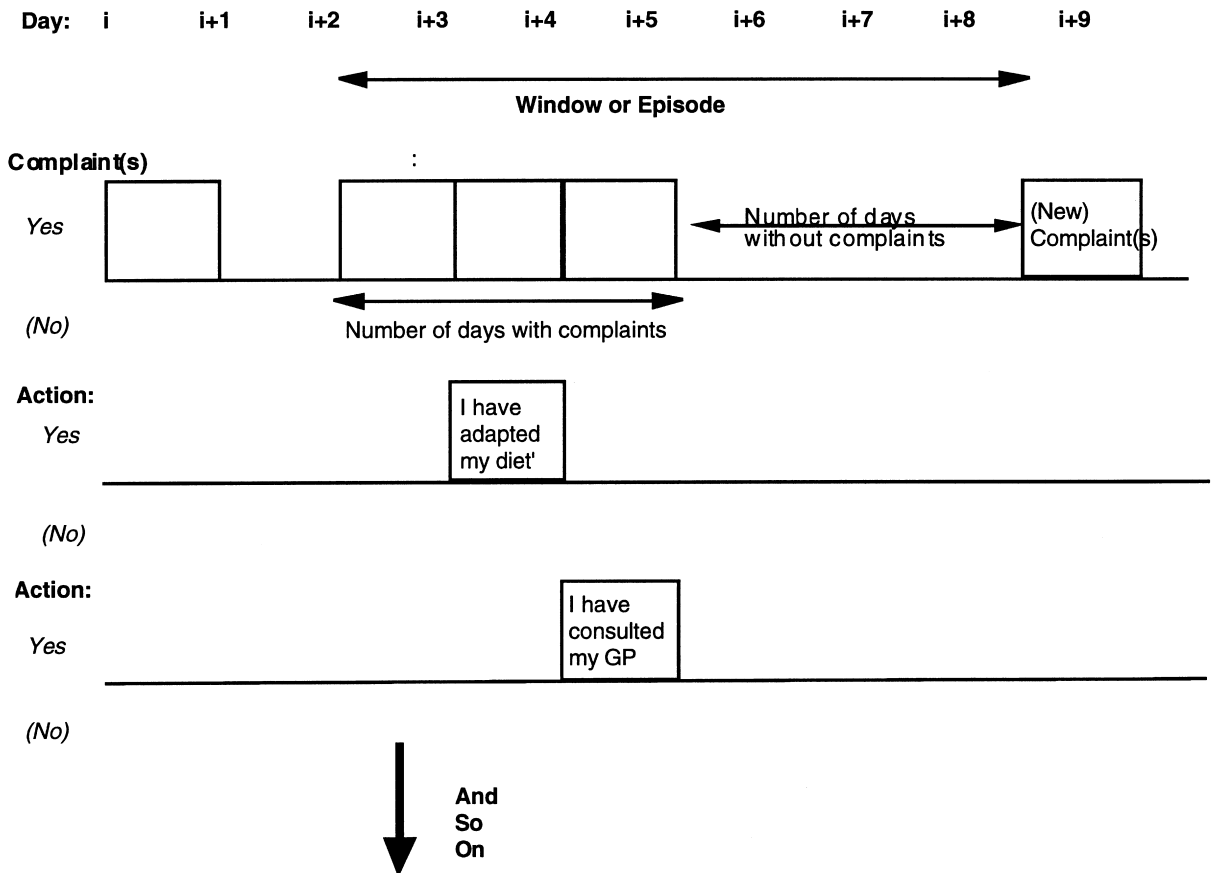 Day: i i+1 i+2 i+3 i+4 i+5 i+6 i+7 i+8 i+9
Window or Episode
Complaint(s) :
Yes
Number of days
without complaints
(New)
Complaint(s)
(No)
Number of days with complaints
Action:
Yes
I have
adapted
my diet'
(No)
Action:
Yes
I have
consulted
my GP
(No)
And
So
On